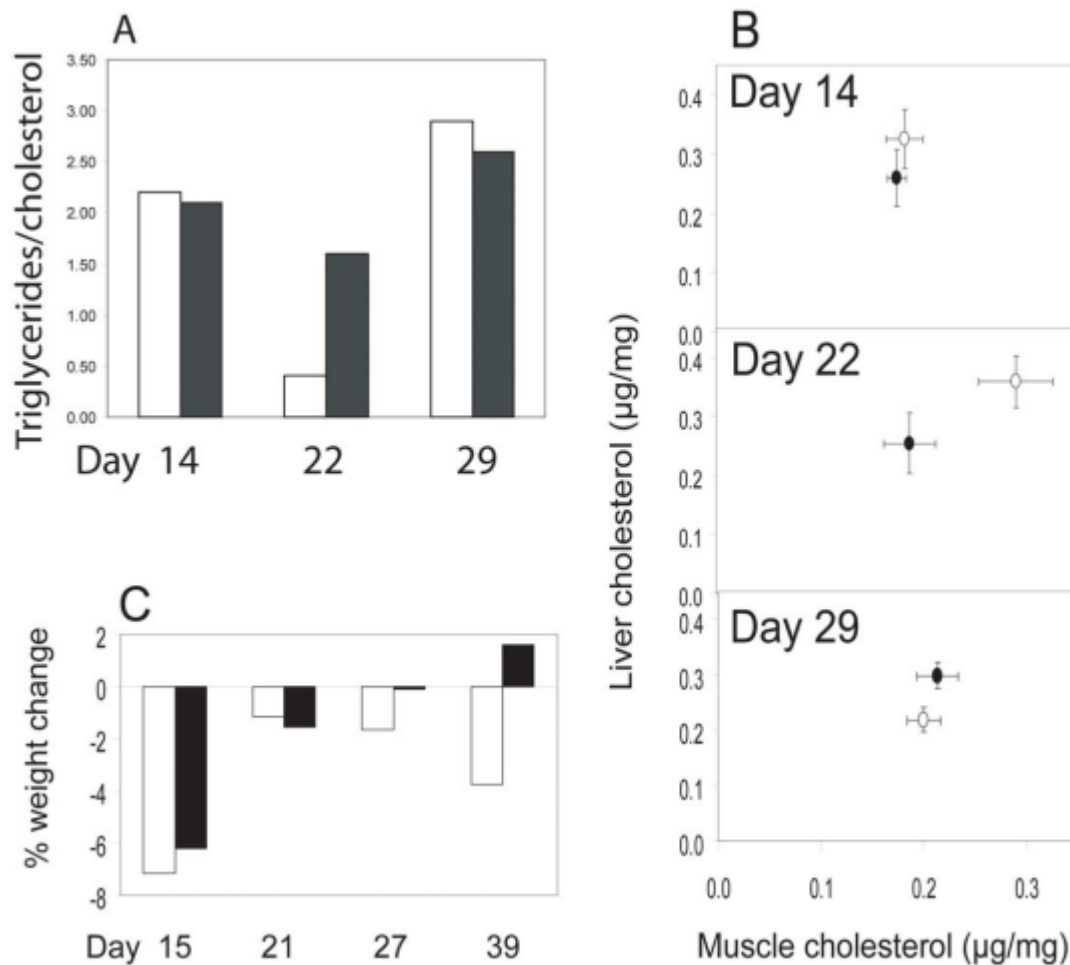 A
Triglycerides/cholesterol
3.50
3.00
2.50
2.00
1.50
1.00
0.50
0.00
Day 14 22 29
B
Liver cholesterol (µg/mg)
Day 14
0.4
0.3
0.2
0.1
0.0
Day 22
0.4
0.3
0.2
0.1
0.0
Day 29
0.4
0.3
0.2
0.1
0.0
0.0 0.1 0.2 0.3
Muscle cholesterol (µg/mg)
C
% weight change
2
0
-2
-4
-6
-8
Day 15 21 27 39